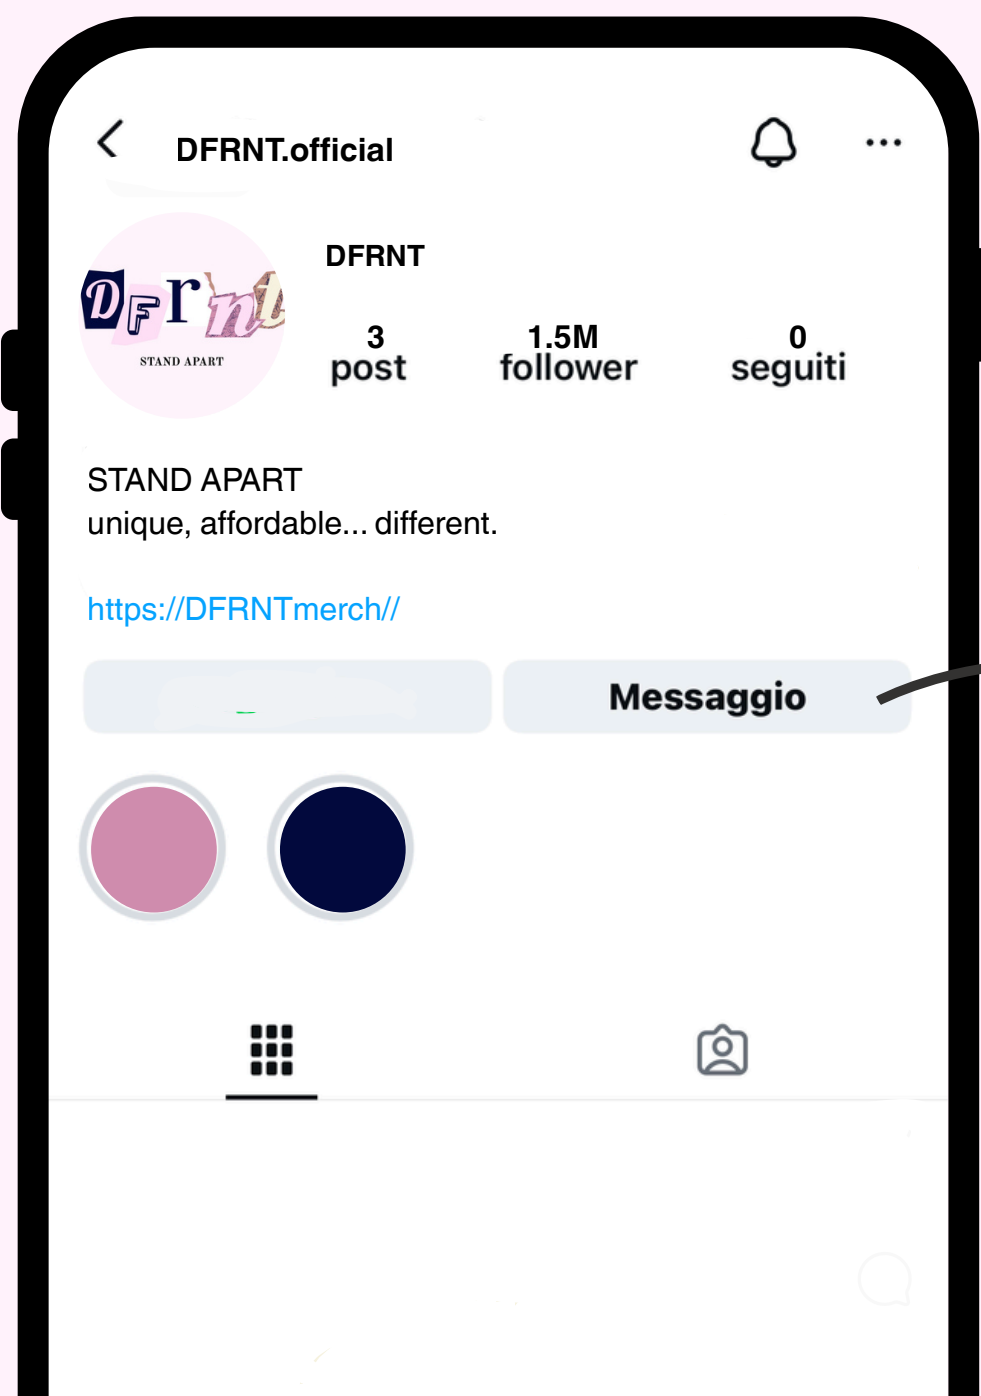 DFRNT.official
DFrnt
STAND APART
DFRNT
3 1.5M 0
post follower seguiti
STAND APART
unique, affordable... different.
https://DFRNTmerch//
Messaggio